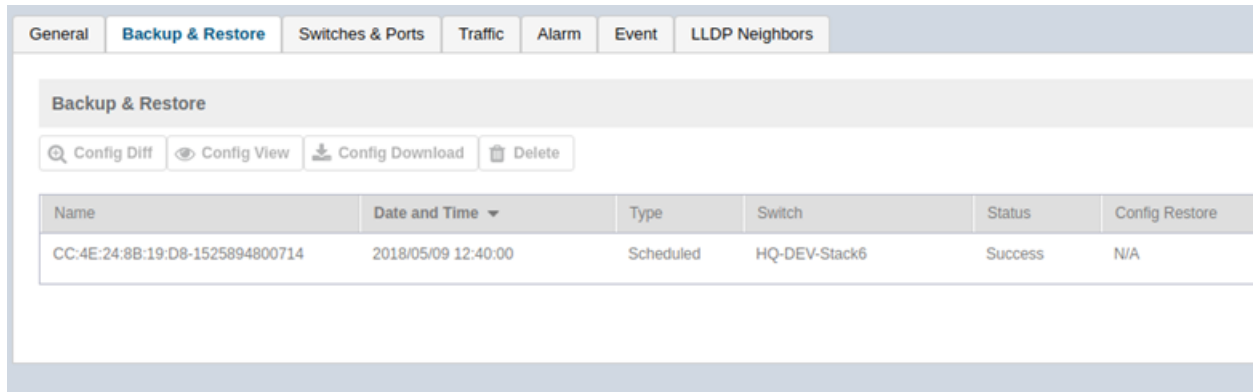 General Backup & Restore Switches & Ports Traffic Alarm Event LLDP Neighbors
Backup & Restore
Config Diff Config View Config Download Delete
Name Date and Time Type Switch Status Config Restore
CC:4E:24:8B:19:D8-1525894800714 2018/05/09 12:40:00 Scheduled HQ-DEV-Stack6 Success N/A